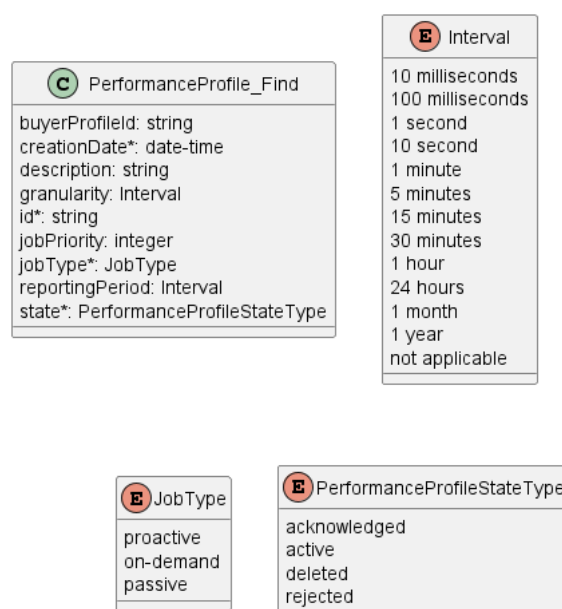 C PerformanceProfile_Find
buyerProfileId: string
creationDate*: date-time
description: string
granularity: Interval
id*: string
jobPriority: integer
jobType*: JobType
reportingPeriod: Interval
state*: PerformanceProfileStateType
E Interval
10 milliseconds
100 milliseconds
1 second
10 second
1 minute
5 minutes
15 minutes
30 minutes
1 hour
24 hours
1 month
1 year
not applicable
E JobType
proactive
on-demand
passive
E PerformanceProfileStateType
acknowledged
active
deleted
rejected